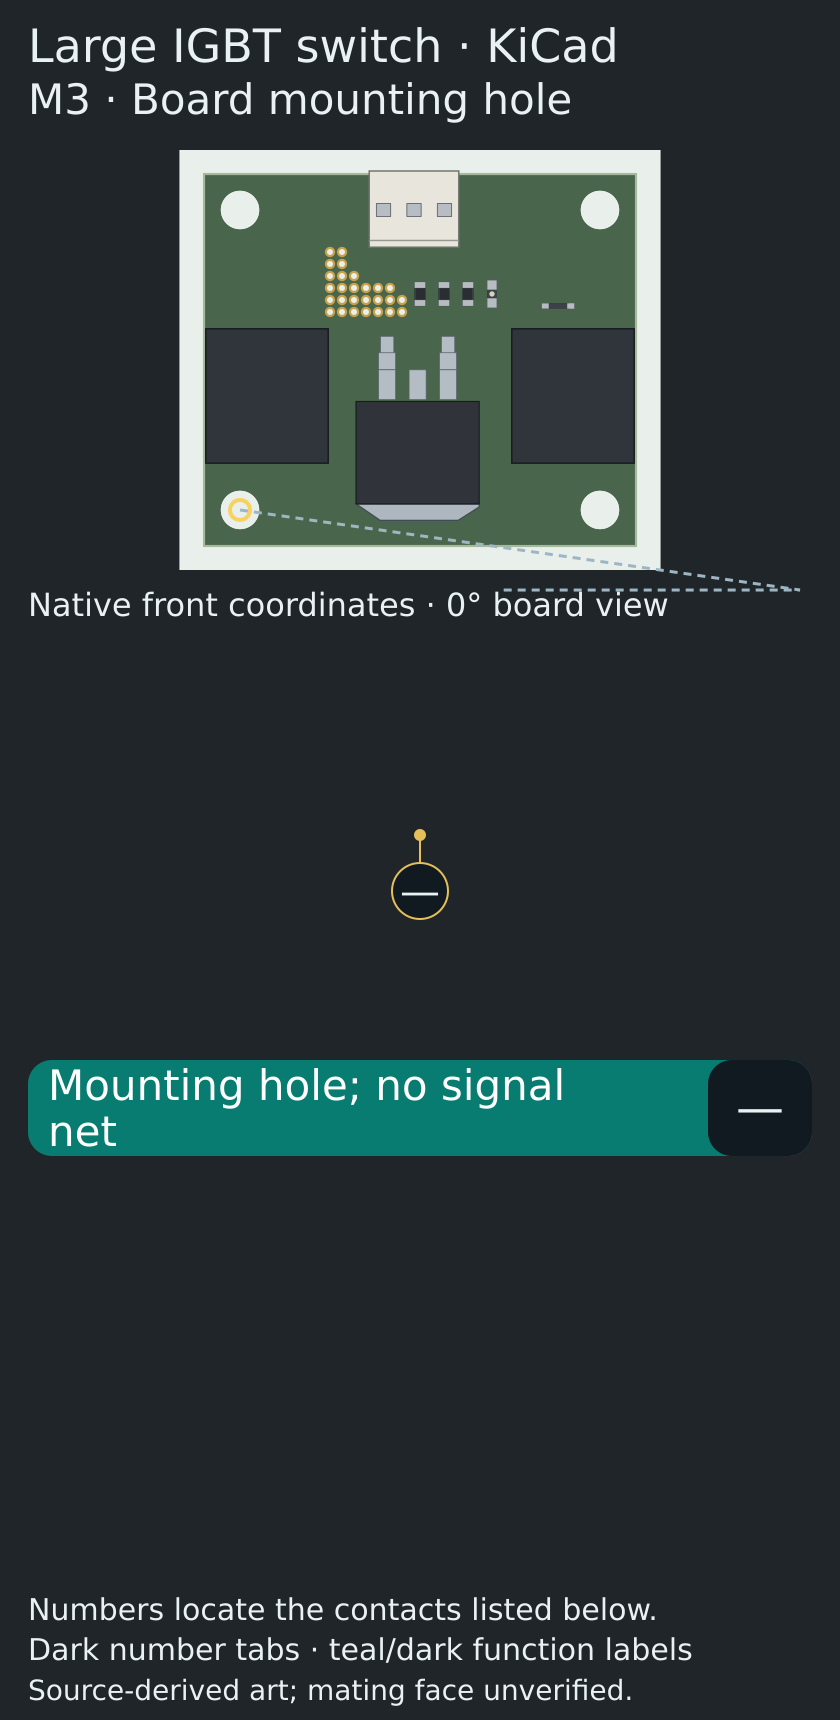 Large IGBT switch · KiCad
M3 · Board mounting hole
Native front coordinates · 0° board view
—
Mounting hole; no signal
net
—
Numbers locate the contacts listed below.
Dark number tabs · teal/dark function labels
Source-derived art; mating face unverified.